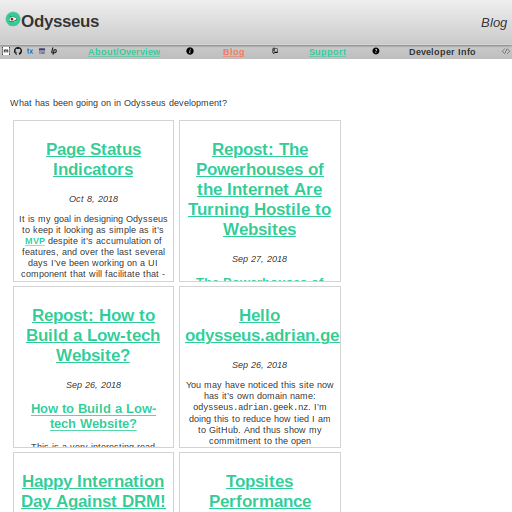 Odysseus
Blog
tx
About/Overview
Blog
Support
Developer Info
What has been going on in Odysseus development?
Page Status
Indicators
Oct 8, 2018
It is my goal in designing Odysseus
to keep it looking as simple as it's
MVP despite it's accumulation of
features, and over the last several
days I've been working on a UI
component that will facilitate that -
Repost: The
Powerhouses of
the Internet Are
Turning Hostile to
Websites
Sep 27, 2018
The Powerhouses of
Repost: How to
Build a Low-tech
Website?
Sep 26, 2018
How to Build a Low-
tech Website?
This is a very interesting read
Hello
odysseus.adrian.ge
Sep 26, 2018
You may have noticed this site now
has it's own domain name:
odysseus.adrian.geek.nz. I'm
doing this to reduce how tied I am
to GitHub. And thus show my
commitment to the open
Happy Internation
Day Against DRM!
Topsites
Performance